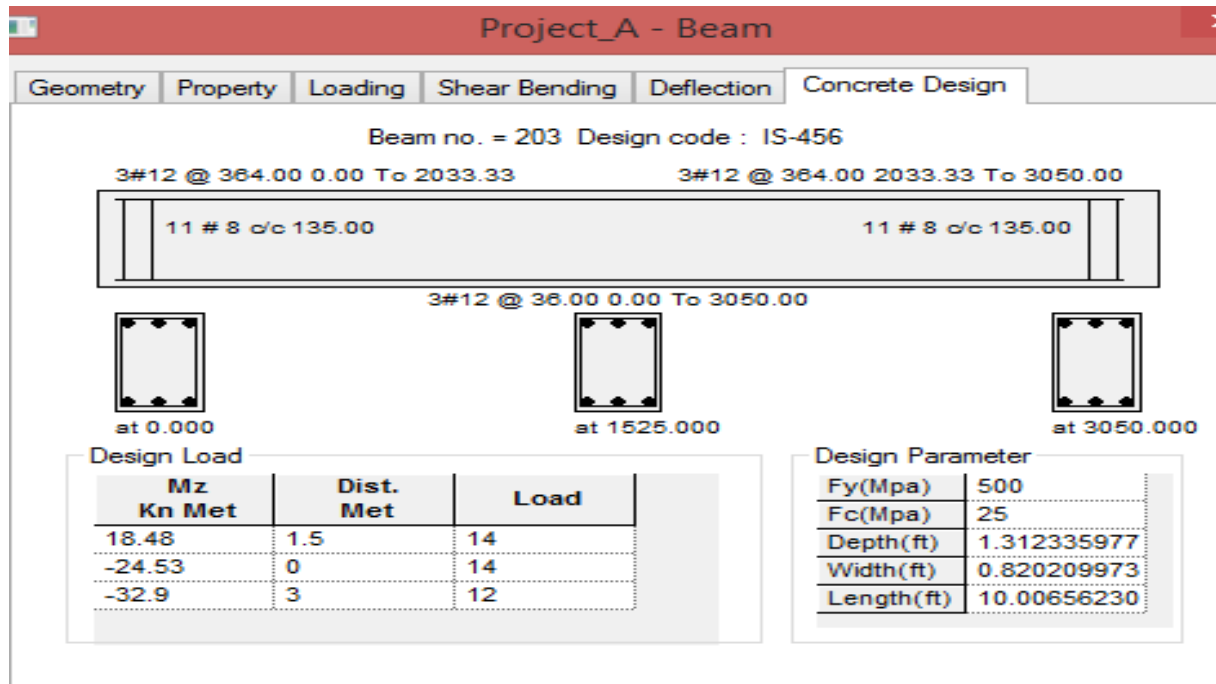 Project_A - Beam
Geometry Property Loading Shear Bending Deflection Concrete Design
Beam no. = 203 Design code : IS-456
3#12 @ 364.00 0.00 To 2033.33 3#12 @ 364.00 2033.33 To 3050.00
11 # 8 c/c 135.00 11 # 8 c/c 135.00
3#12 @ 36.00 0.00 To 3050.00
at 0.000 at 1525.000 at 3050.000
Design Load Design Parameter
Mz Kn Met Dist. Met Load
18.48 1.5 14
-24.53 0 14
-32.9 3 12
Fy(Mpa) 500
Fc(Mpa) 25
Depth(ft) 1.312335977
Width(ft) 0.820209973
Length(ft) 10.00656230